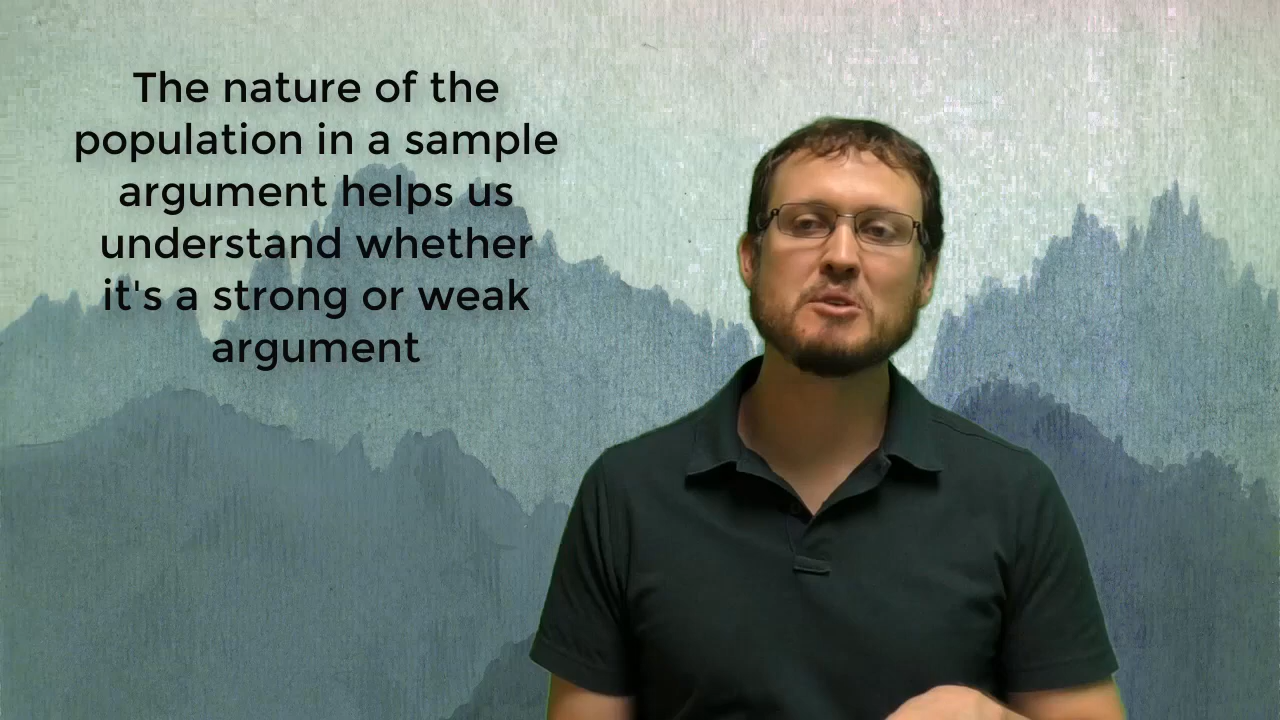 The nature of the
population in a sample
argument helps us
understand whether
it's a strong or weak
argument